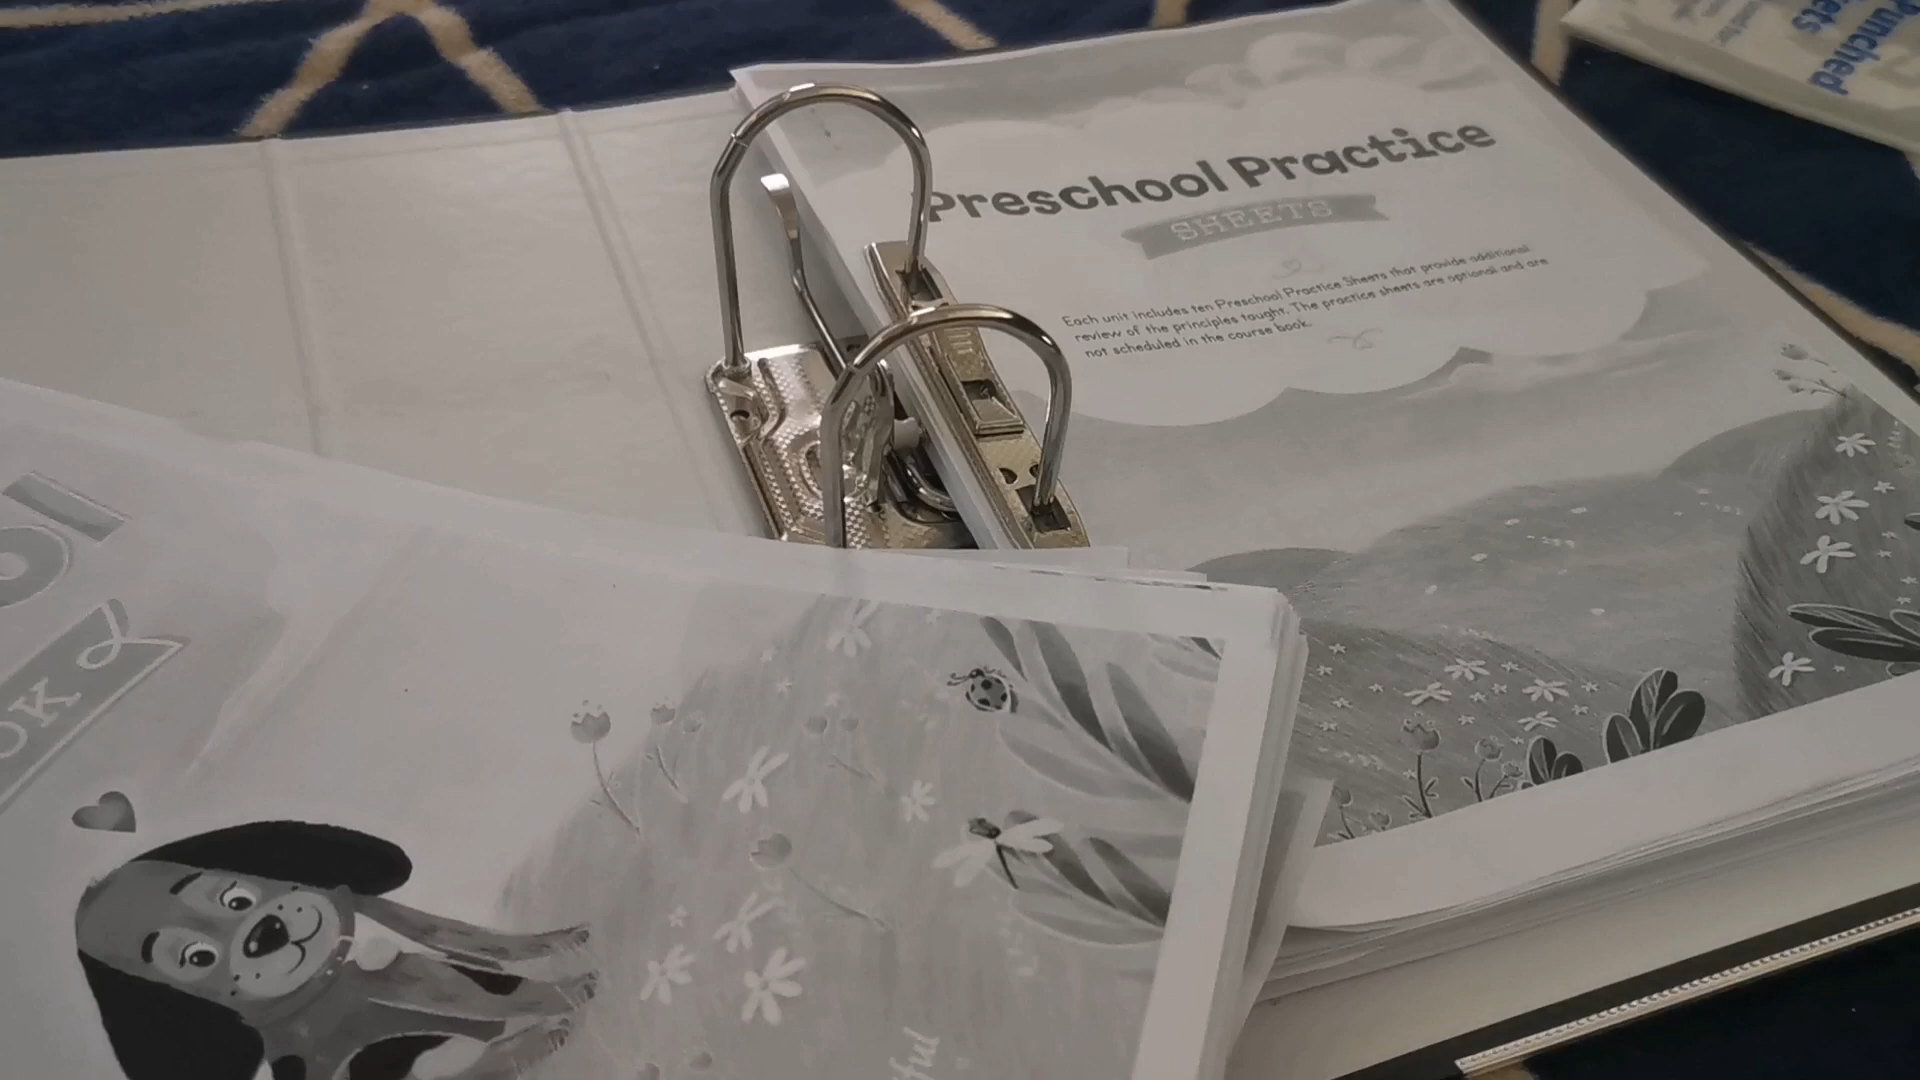 Preschool Practice
SHEETS
Each unit includes ten Preschool Practice Sheets that provide additional
review of the principles taught. The practice sheets are optional and are
not scheduled in the course book.
Punched